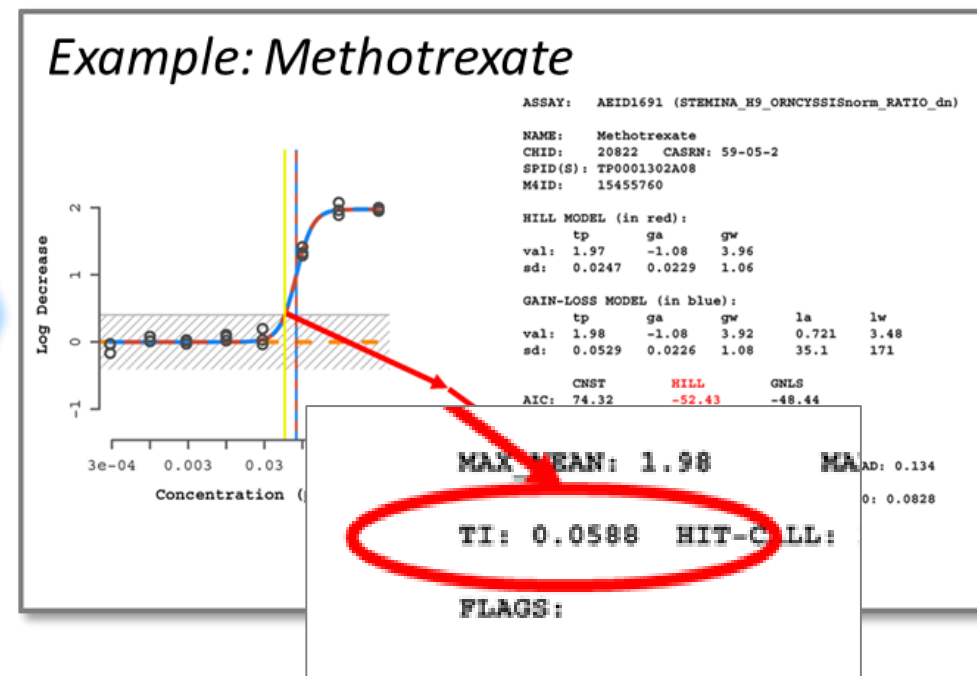 Example: Methotrexate
ASSAY: AEID1691 (STEMINA_H9_ORNCYSSISnorm_RATIO_dn)
NAME: Methotrexate
CHID: 20822 CASRN: 59-05-2
SPID(S): TP0001302A08
M4ID: 15455760
HILL MODEL (in red):
tp ga gw
val: 1.97 -1.08 3.96
sd: 0.0247 0.0229 1.06
GAIN-LOSS MODEL (in blue):
tp ga gw la lw
val: 1.98 -1.08 3.92 0.721 3.48
sd: 0.0529 0.0226 1.08 35.1 171
CNST HILL GNLS
AIC: 74.32 -52.43 -48.44
Log Decrease
2
1
0
-1
3e-04 0.003 0.03
Concentration (
MAX_MEAN: 1.98 MA AD: 0.134
0: 0.0828
TI: 0.0588 HIT-CALL:
FLAGS: